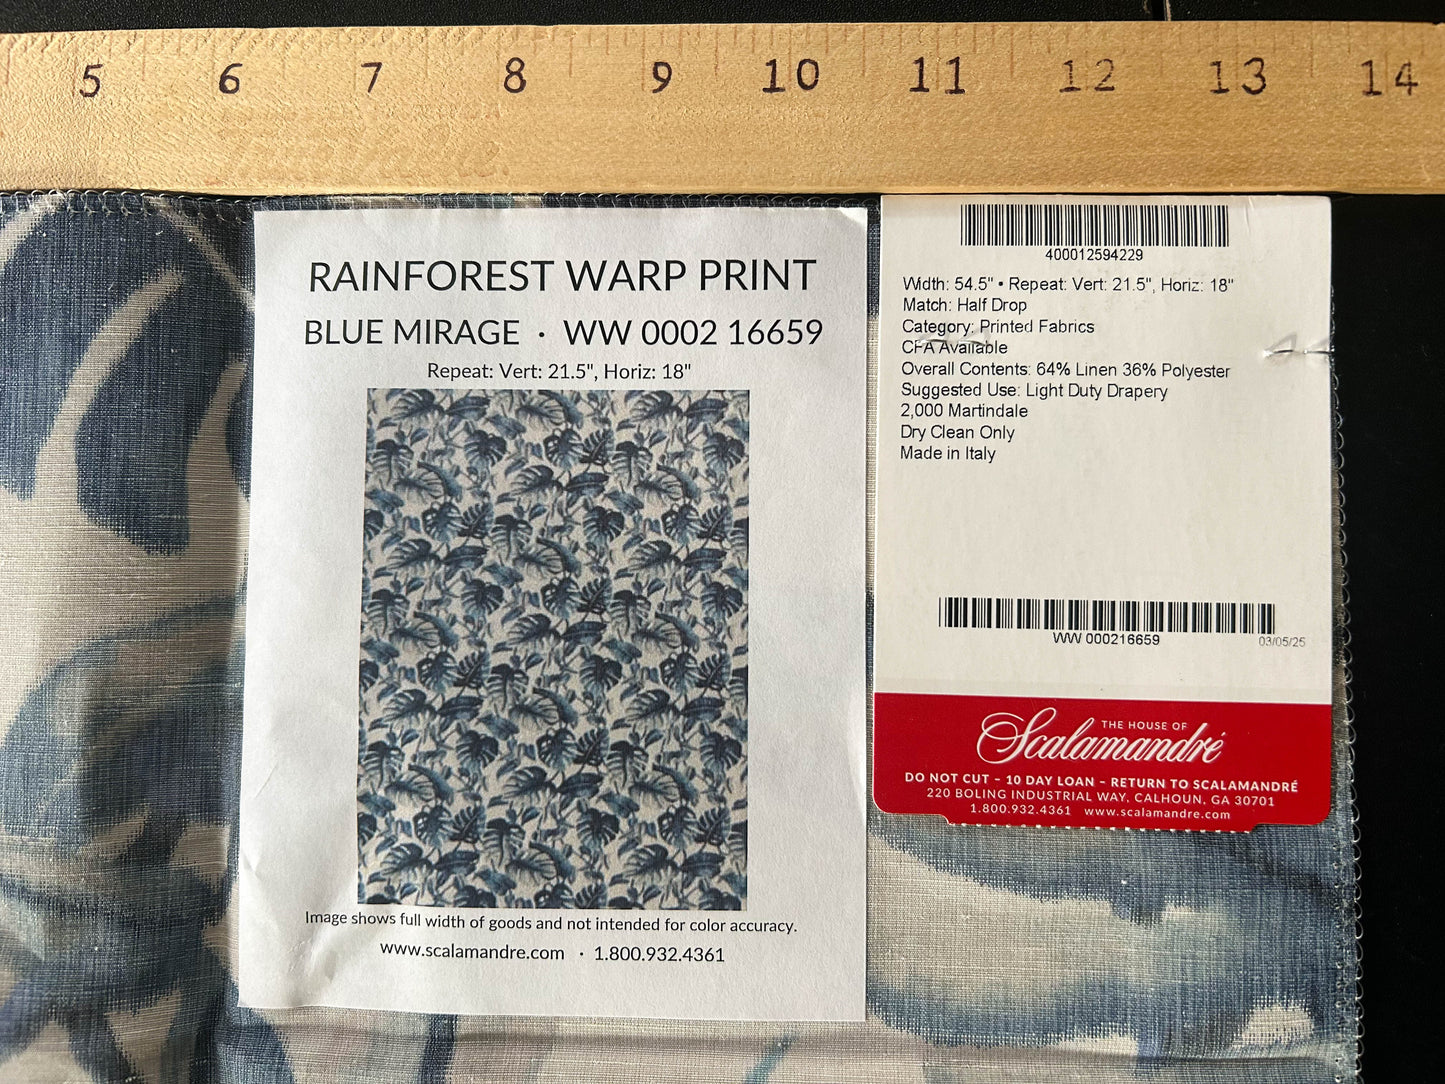 5 6 7 8 9 10 11 12 13 14
RAINFOREST WARP PRINT
BLUE MIRAGE · WW 0002 16659
Repeat: Vert: 21.5", Horiz: 18"
Image shows full width of goods and not intended for color accuracy.
www.scalamandre.com · 1.800.932.4361
400012594229
Width: 54.5" • Repeat: Vert: 21.5", Horiz: 18"
Match: Half Drop
Category: Printed Fabrics
CFA Available
Overall Contents: 64% Linen 36% Polyester
Suggested Use: Light Duty Drapery
2,000 Martindale
Dry Clean Only
Made in Italy
WW 000216659
03/05/25
THE HOUSE OF
Scalamandré
DO NOT CUT ~ 10 DAY LOAN ~ RETURN TO SCALAMANDRÉ
220 BOLING INDUSTRIAL WAY, CALHOUN, GA 30701
1.800.932.4361 www.scalamandre.com